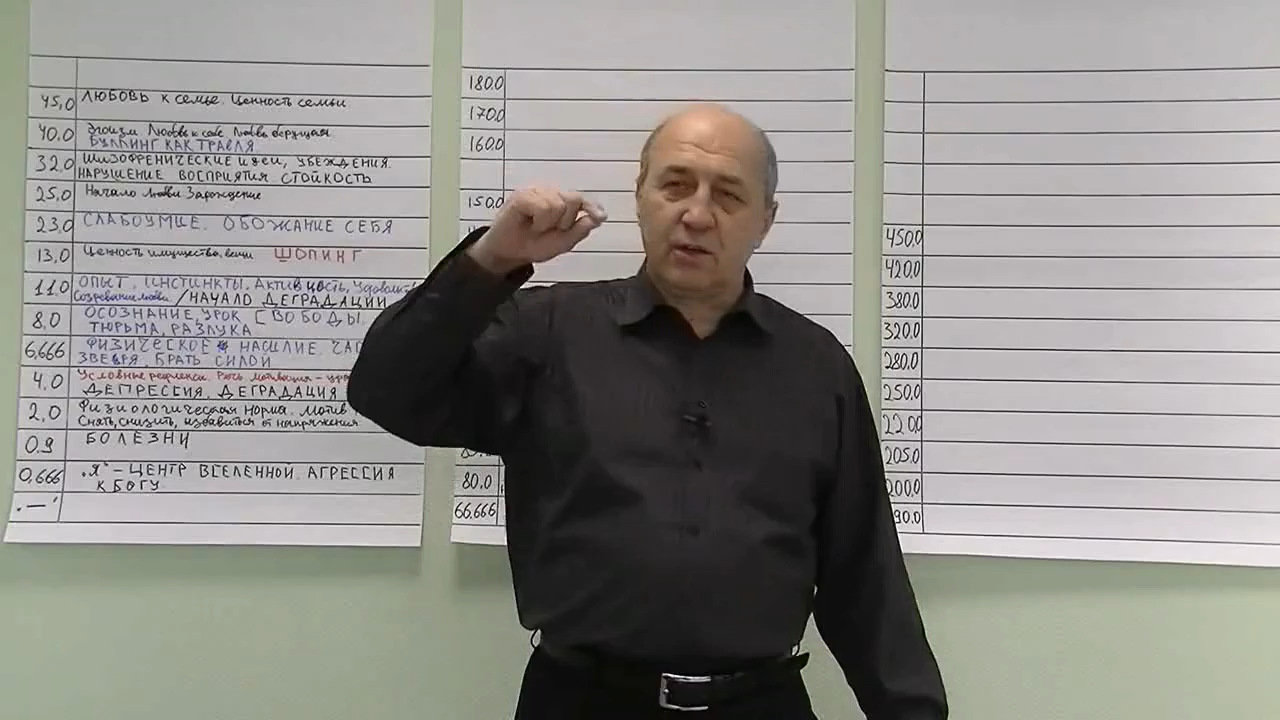 45,0 ЛЮБОВЬ К СЕМЬЕ. Ценность семьи
40.0 Эгоизм. Любовь к себе. Любовь берущая
БУЛЛИНГ КАК ТРАВЛЯ
32.0 ШИЗОФРЕНИЧЕСКИЕ ИДЕИ, УБЕЖДЕНИЯ.
НАРУШЕНИЕ ВОСПРИЯТИЯ. СТОЙКОСТЬ
25,0 Начало Любви. Зарождение
23,0 СЛАБОУМИЕ. ОБОЖАНИЕ СЕБЯ
13,0 Ценность имущества, вещи ШОПИНГ
11.0 ОПЫТ. ИНСТИНКТЫ. АКТИВНОСТЬ,
Созревание любви / НАЧАЛО ДЕГРАДАЦИИ
8,0 ОСОЗНАНИЕ, УРОК СВОБОДЫ.
ТЮРЬМА, РАЗЛУКА
6,666 ФИЗИЧЕСКОЕ НАСИЛИЕ.
ЗВЕРЯ. БРАТЬ СИЛОЙ
4,0 Условные рефлексы. Речь. мотивация -
ДЕПРЕССИЯ. ДЕГРАДАЦИЯ
2,0 Физиологическая норма. Мотив
Снять, снизить, избавиться от напряжения.
0.9 БОЛЕЗНИ
0,666 "Я" - ЦЕНТР ВСЕЛЕННОЙ. АГРЕССИЯ
К БОГУ
180.0
170.0
160.0
150.0
80.0
66.666
450.0
420.0
380.0
320.0
280.0
250.0
220.0
205.0
200.0
90.0